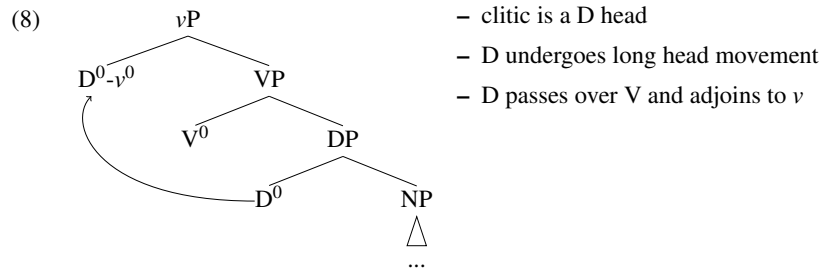 (8) vP
D⁰-v⁰ VP
V⁰ DP
D⁰ NP
...
– clitic is a D head
– D undergoes long head movement
– D passes over V and adjoins to v